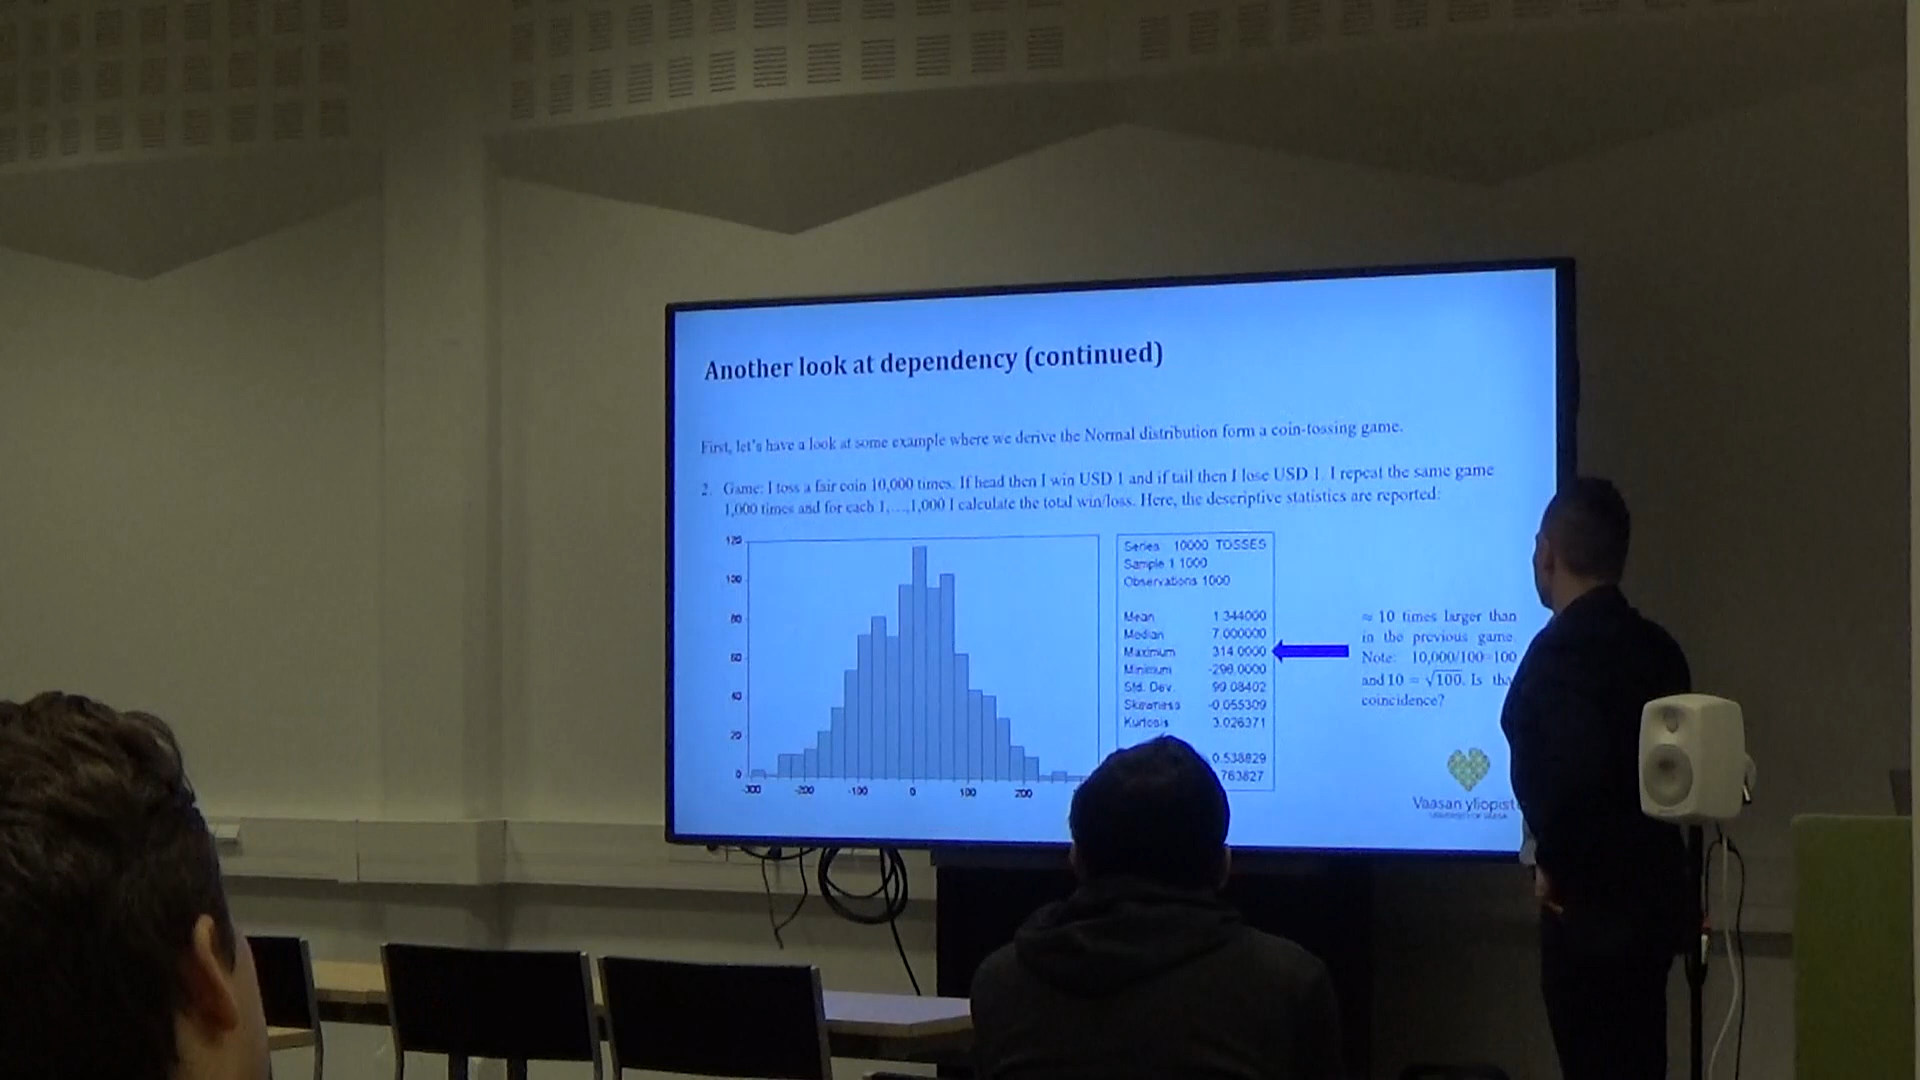 Another look at dependency (continued)
First, let's have a look at some example where we derive the Normal distribution form a coin-tossing game.
2. Game: I toss a fair coin 10,000 times. If head then I win USD 1 and if tail then I lose USD 1. I repeat the same game
1,000 times and for each 1,…,1,000 I calculate the total win/loss. Here, the descriptive statistics are reported:
120
100
80
60
40
20
0
-300 -200 -100 0 100 200
Series 10000 TOSSES
Sample 1 1000
Observations 1000
Mean 1.344000
Median 7.000000
Maximum 314.0000
Minimum -298.0000
Std. Dev. 99.08402
Skewness -0.055309
Kurtosis 3.026371
0.538829
763827
≈ 10 times larger than
in the previous game.
Note: 10,000/100=100
and 10 = √100. Is
coincidence?
Vaasan yliopist
UNIVERSITY OF VAASA